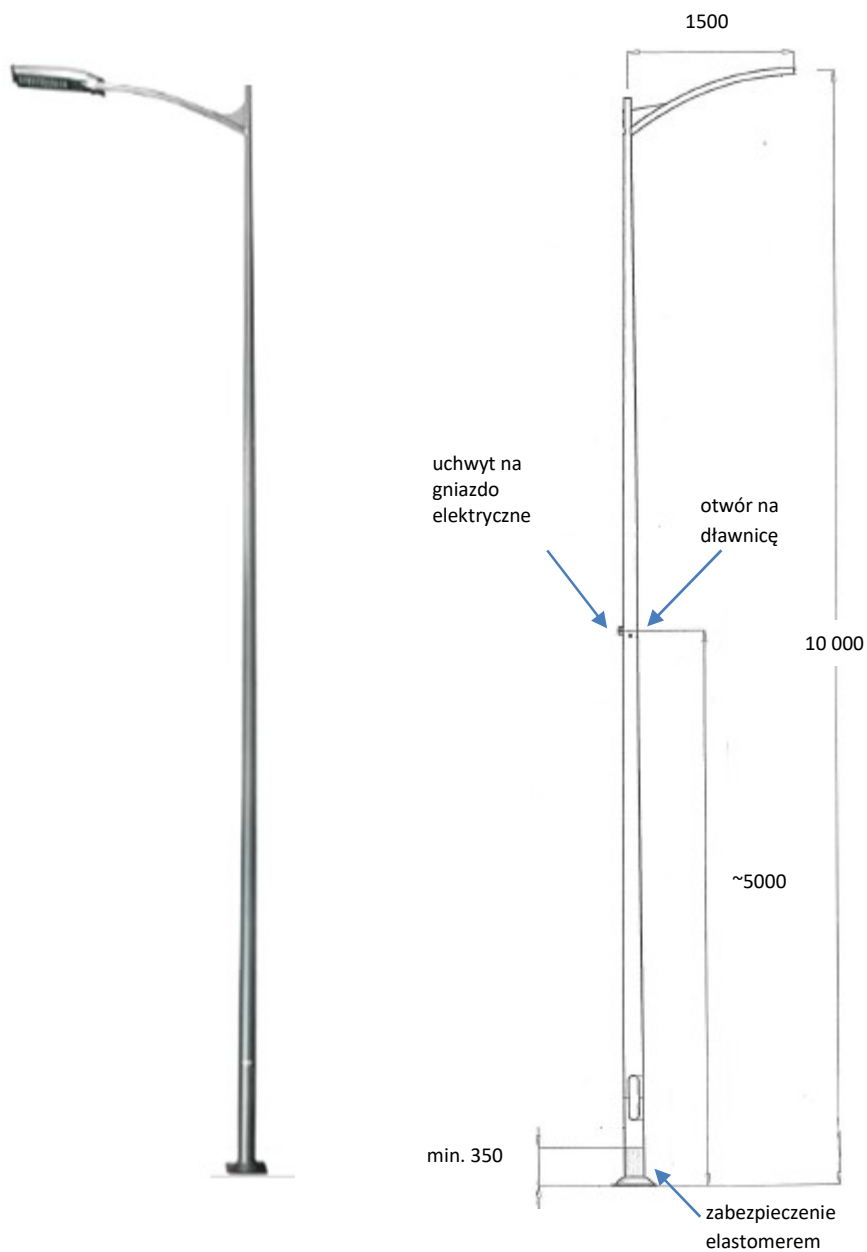 1500
uchwyt na
gniazdo
elektryczne
otwór na
dławnicę
10 000
~5000
min. 350
zabezpieczenie
elastomerem